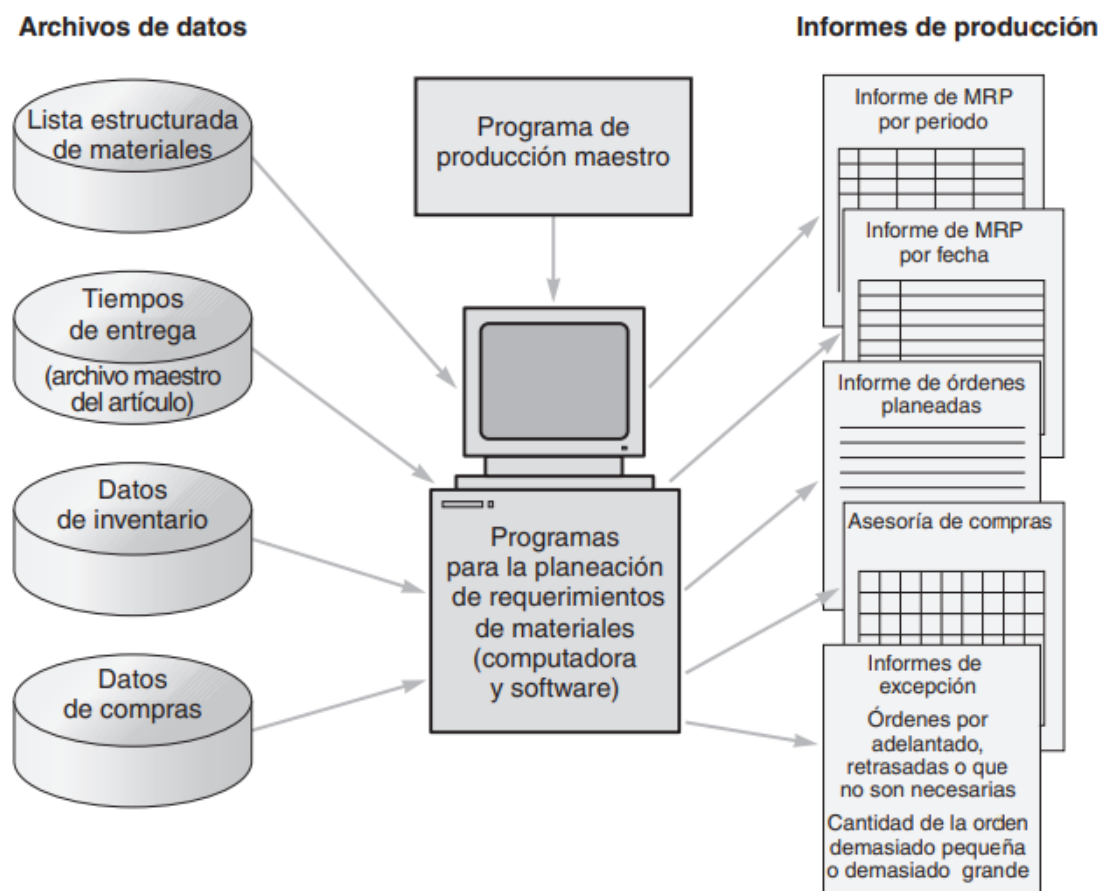 Archivos de datos
Informes de producción
Lista estructurada
de materiales
Tiempos
de entrega
(archivo maestro
del artículo)
Datos
de inventario
Datos
de compras
Programa de
producción maestro
Programas
para la planeación
de requerimientos
de materiales
(computadora
y software)
Informe de MRP
por periodo
Informe de MRP
por fecha
Informe de órdenes
planeadas
Asesoría de compras
Informes de
excepción
Órdenes por
adelantado,
retrasadas o que
no son necesarias
Cantidad de la orden
demasiado pequeña
o demasiado grande